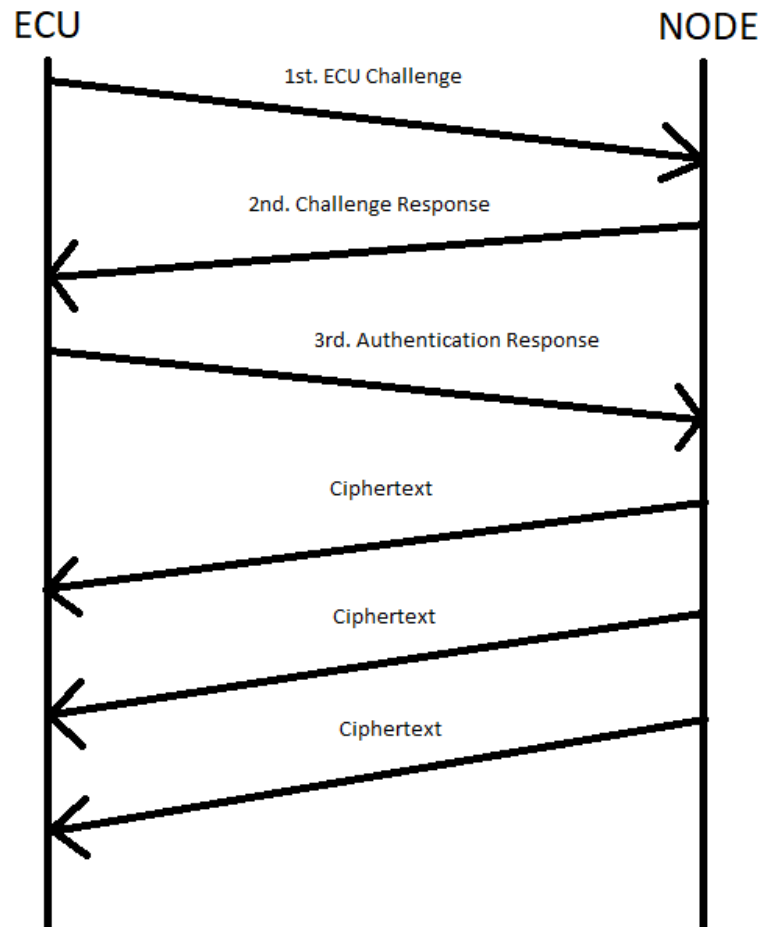 ECU
NODE
1st. ECU Challenge
2nd. Challenge Response
3rd. Authentication Response
Ciphertext
Ciphertext
Ciphertext